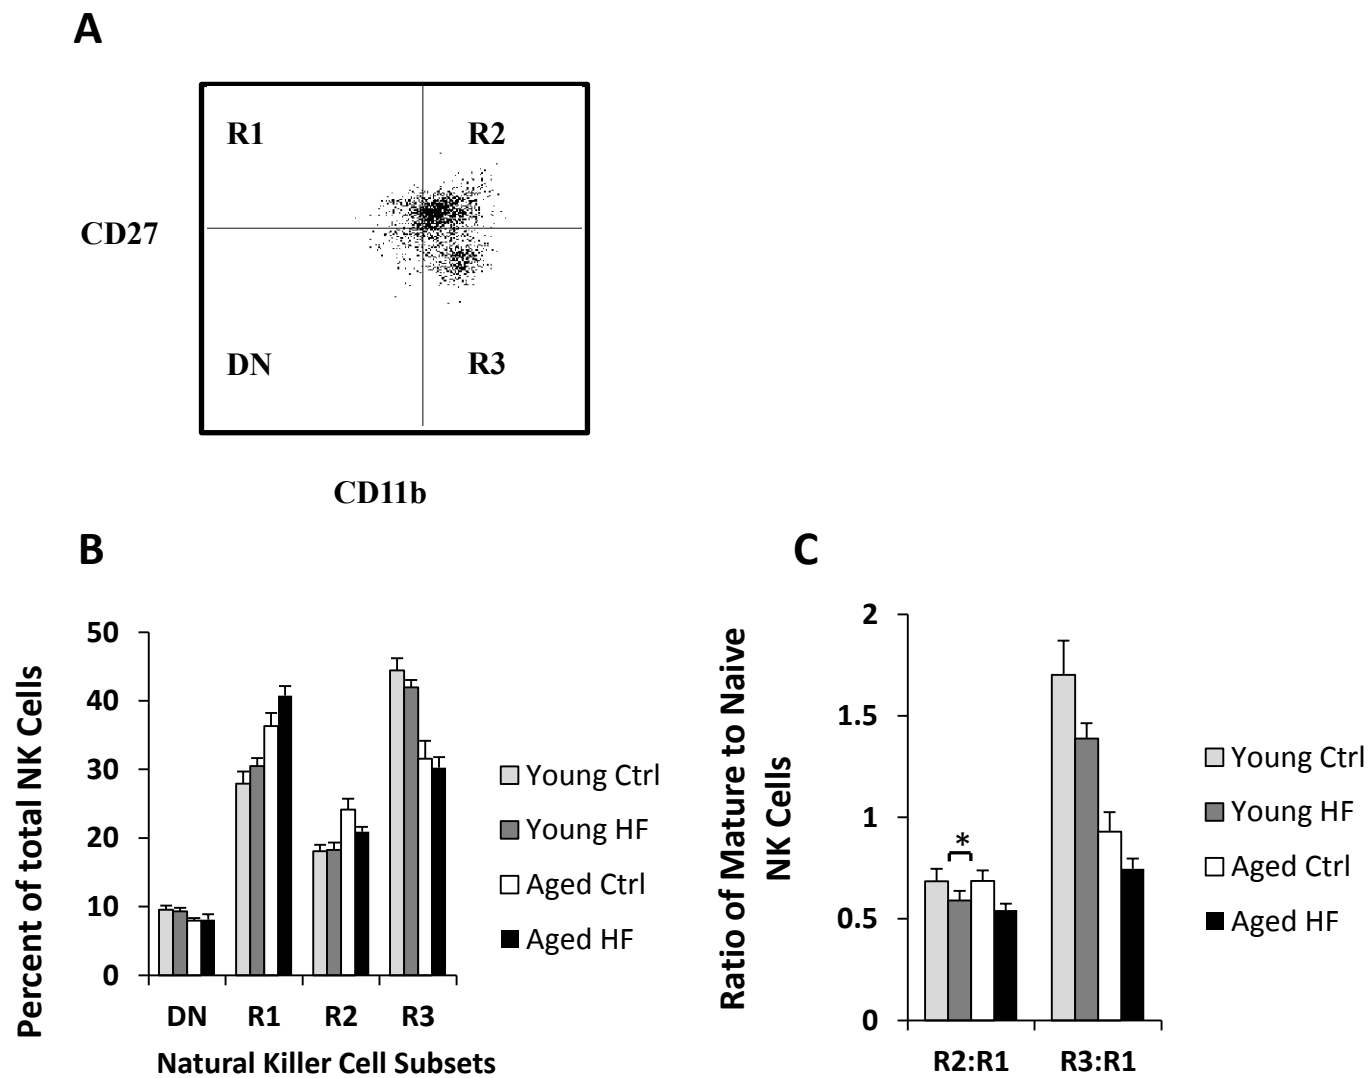 A
R1
R2
CD27
DN
R3
CD11b
B
C
Percent of total NK Cells
50
40
30
20
10
0
DN R1 R2 R3
Natural Killer Cell Subsets
Young Ctrl
Young HF
Aged Ctrl
Aged HF
Ratio of Mature to Naive
NK Cells
2
1.5
1
0.5
0
*
R2:R1 R3:R1
Young Ctrl
Young HF
Aged Ctrl
Aged HF